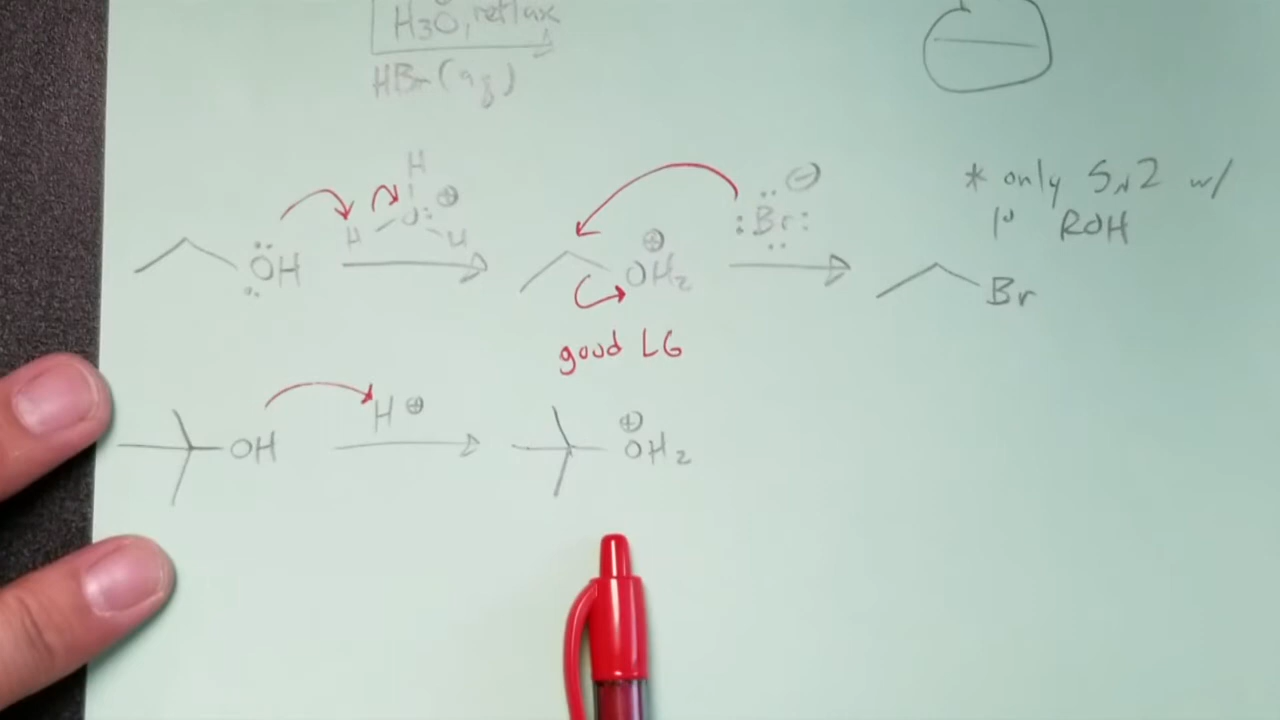 H₃O, reflux
HBr (aq)
* only SN2 w/
1° ROH
H
⊕
H O: H
:Br: ⊖
OH
⊕
OH₂
Br
good LG
H⊕
OH
⊕
OH₂